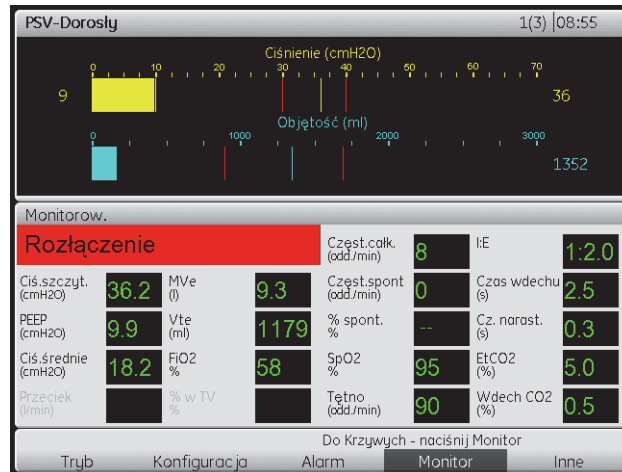 PSV-Dorosły 1(3) 08:55
Ciśnienie (cmH2O)
0 10 20 30 40 50 60 70
9 36
Objętość (ml)
0 1000 2000 3000
1352
Monitorow.
Rozłączenie
Częst.całk. (odd/min) 8
I:E 1:2.0
Ciś.szczyt. (cmH2O) 36.2
MVe (l) 9.3
Częst.spont (odd/min) 0
Czas wdechu (s) 2.5
PEEP (cmH2O) 9.9
Vte (ml) 1179
% spont. % --
Cz. narast. (s) 0.3
Ciś.średnie (cmH2O) 18.2
FiO2 % 58
SpO2 % 95
EtCO2 (%) 5.0
Przeciek (l/min)
% w TV %
Tętno (odd/min) 90
Wdech CO2 (%) 0.5
Do Krzywych - naciśnij Monitor
Tryb Konfiguracja Alarm Monitor Inne